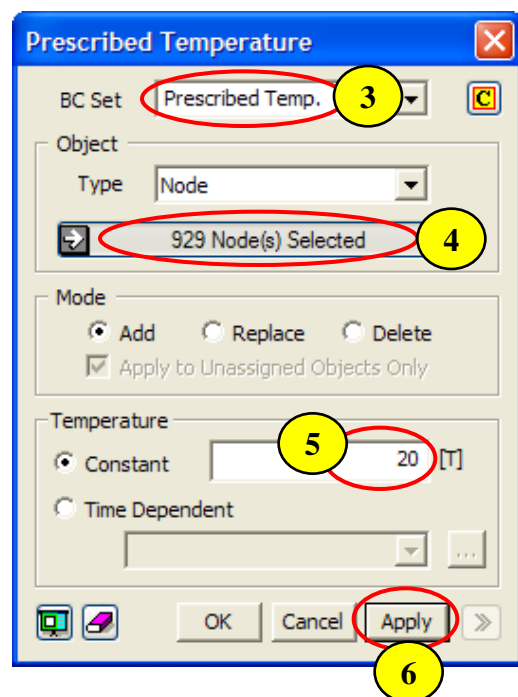 Prescribed Temperature
BC Set Prescribed Temp. 3 C
Object
Type Node
929 Node(s) Selected 4
Mode
Add Replace Delete
Apply to Unassigned Objects Only
Temperature
Constant 5 20 [T]
Time Dependent
...
OK Cancel Apply
6